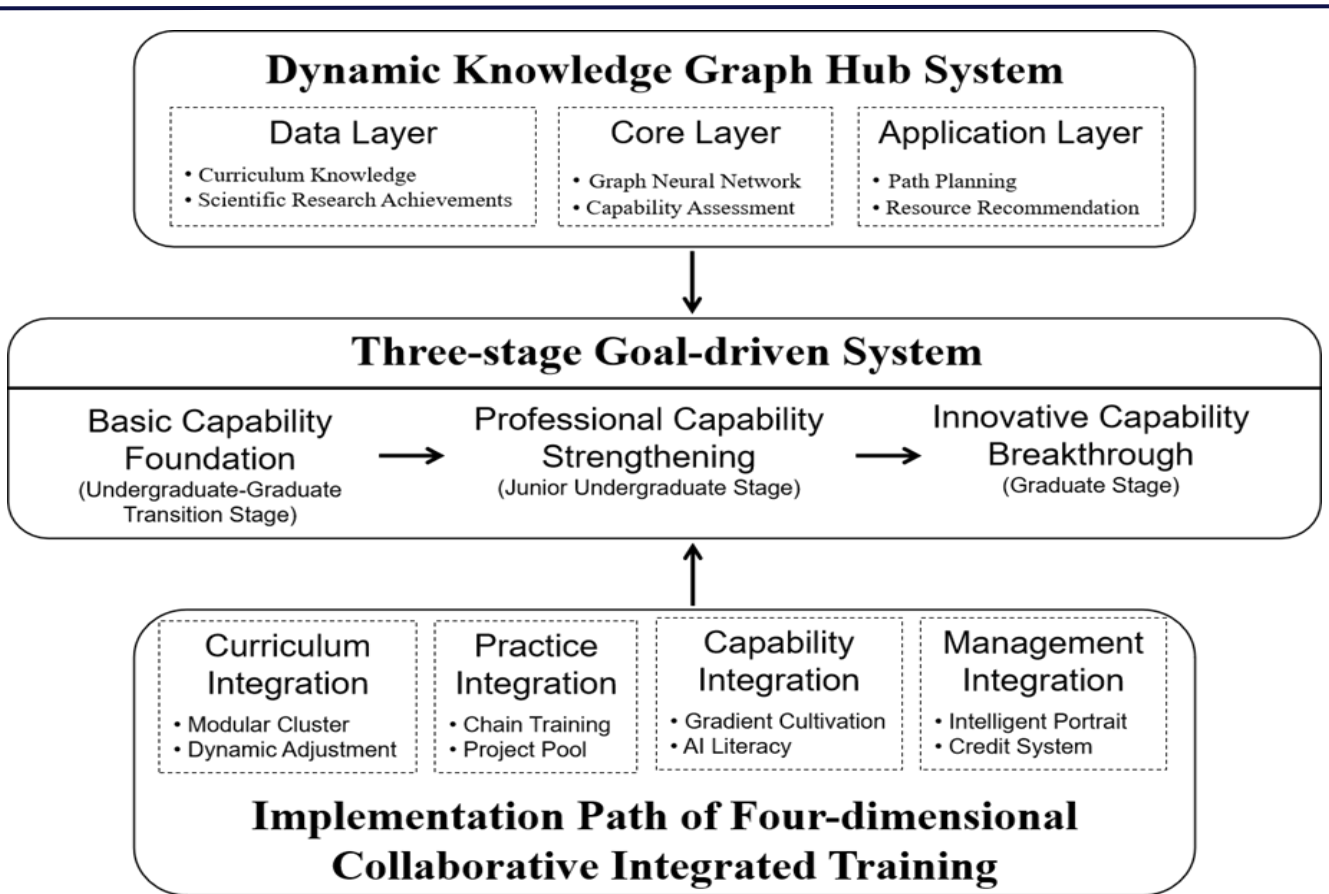 Dynamic Knowledge Graph Hub System
Data Layer
• Curriculum Knowledge
• Scientific Research Achievements
Core Layer
• Graph Neural Network
• Capability Assessment
Application Layer
• Path Planning
• Resource Recommendation
Three-stage Goal-driven System
Basic Capability
Foundation
(Undergraduate-Graduate
Transition Stage)
Professional Capability
Strengthening
(Junior Undergraduate Stage)
Innovative Capability
Breakthrough
(Graduate Stage)
Curriculum
Integration
• Modular Cluster
• Dynamic Adjustment
Practice
Integration
• Chain Training
• Project Pool
Capability
Integration
• Gradient Cultivation
• AI Literacy
Management
Integration
• Intelligent Portrait
• Credit System
Implementation Path of Four-dimensional
Collaborative Integrated Training